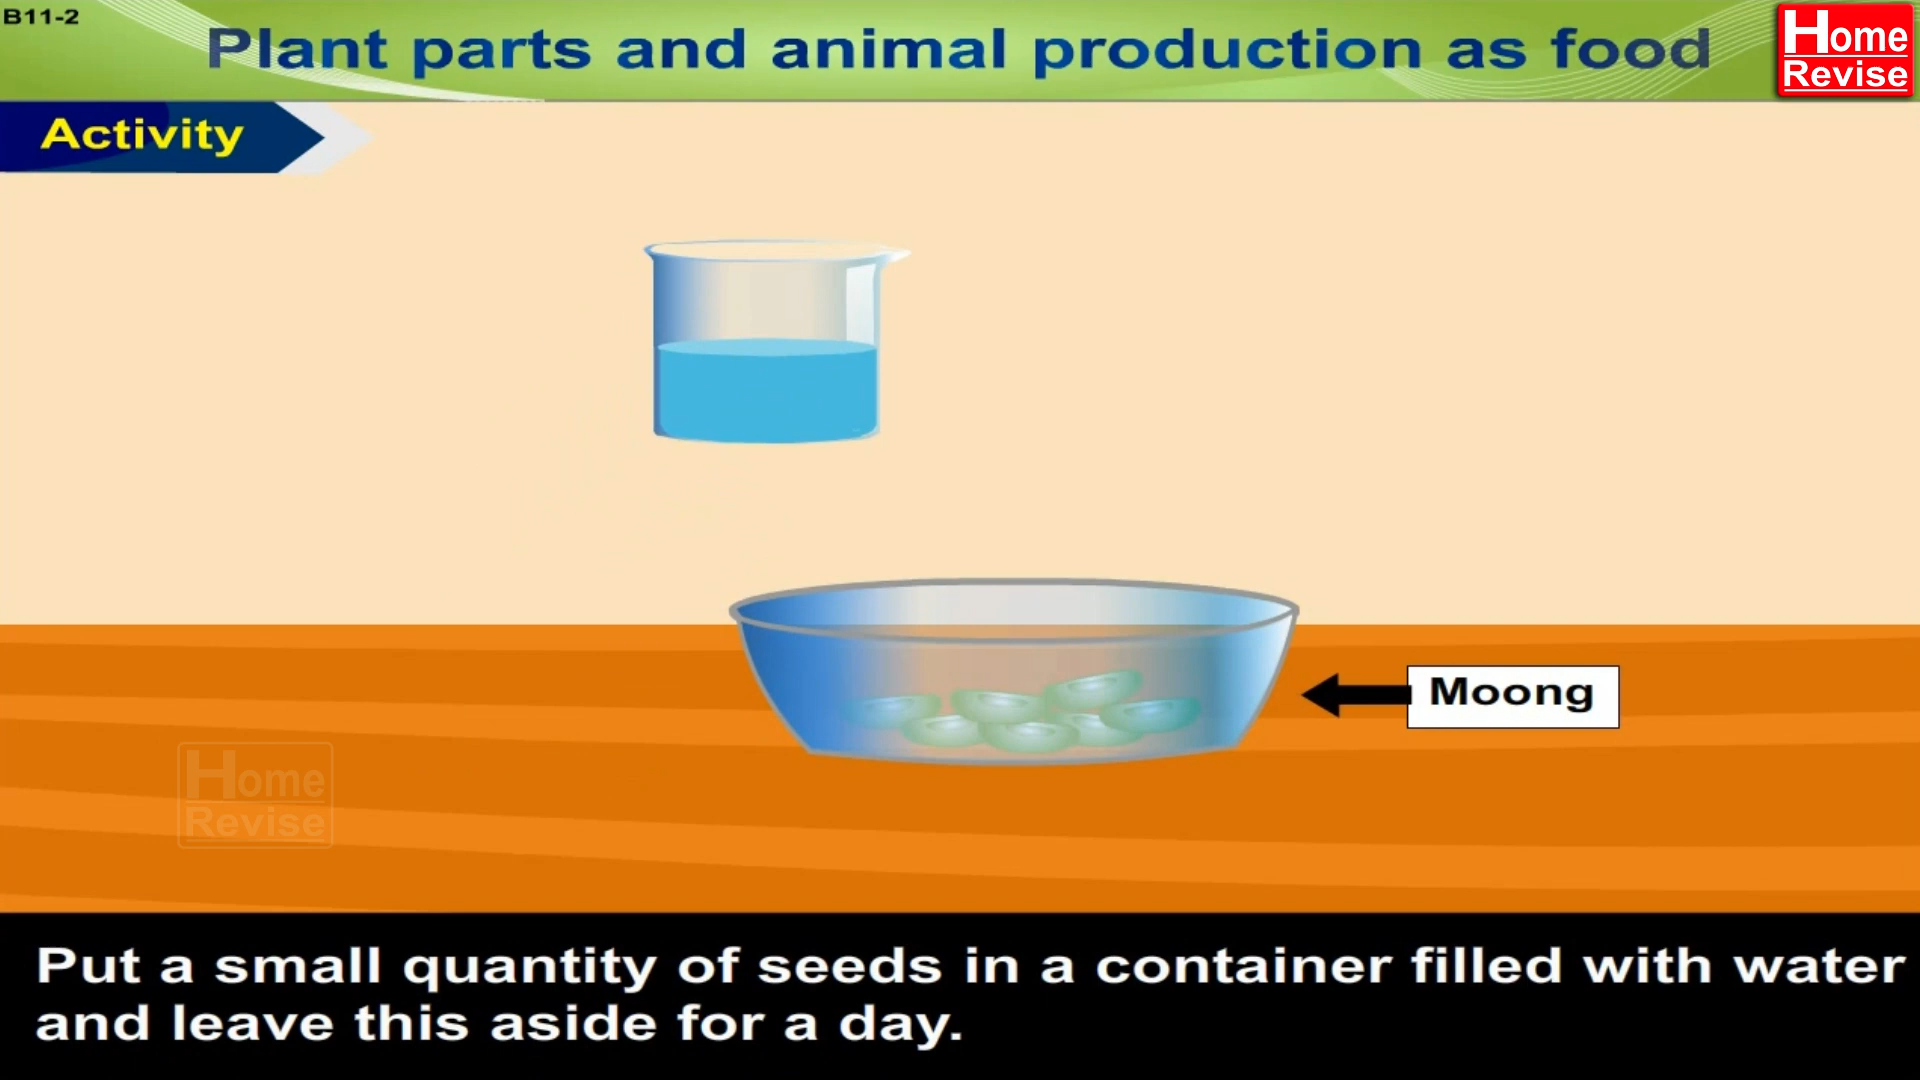 B11-2
Plant parts and animal production as food
Home
Revise
Activity
Moong
Home
Revise
Put a small quantity of seeds in a container filled with water
and leave this aside for a day.